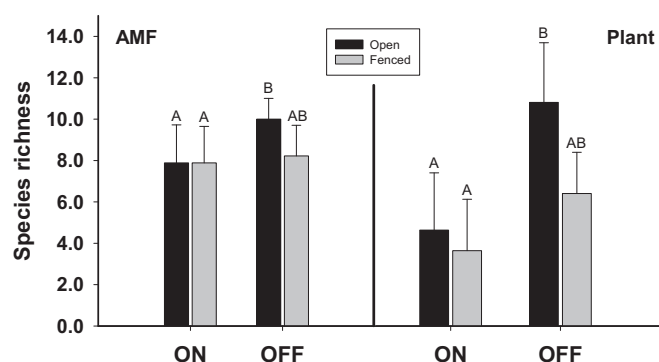 AMF
Open
Fenced
Plant
Species richness
14.0
12.0
10.0
8.0
6.0
4.0
2.0
0.0
A
A
B
AB
A
A
B
AB
ON
OFF
ON
OFF